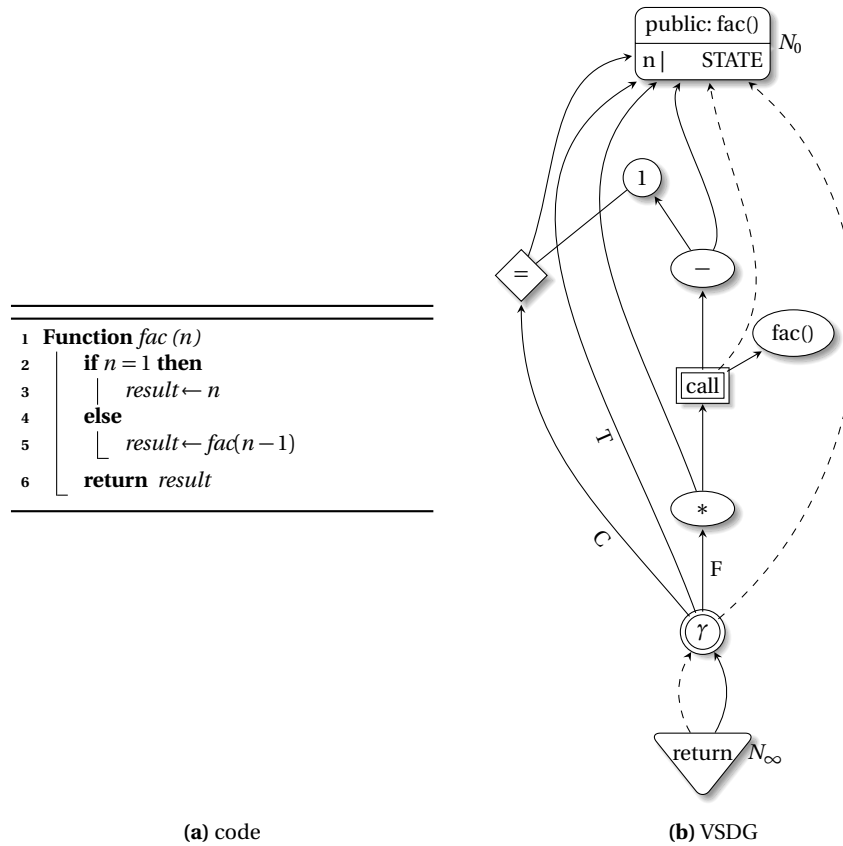 public: fac()
N₀
n | STATE
1
=
−
fac()
call
1 Function fac (n)
2 if n = 1 then
3 result ← n
4 else
5 result ← fac(n − 1)
6 return result
T
C
*
F
γ
return N∞
(a) code
(b) VSDG